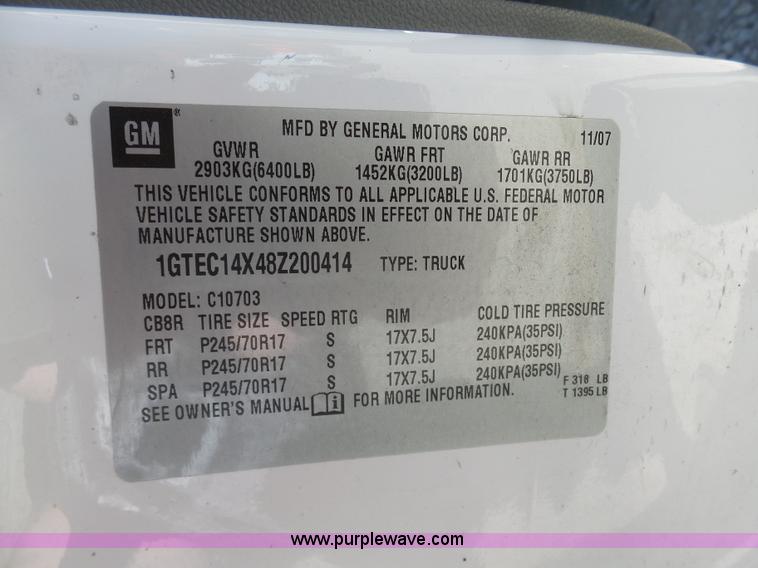 GM ®
MFD BY GENERAL MOTORS CORP. 11/07
GVWR GAWR FRT GAWR RR
2903KG(6400LB) 1452KG(3200LB) 1701KG(3750LB)
THIS VEHICLE CONFORMS TO ALL APPLICABLE U.S. FEDERAL MOTOR
VEHICLE SAFETY STANDARDS IN EFFECT ON THE DATE OF
MANUFACTURE SHOWN ABOVE.
1GTEC14X48Z200414 TYPE: TRUCK
MODEL: C10703
CB8R TIRE SIZE SPEED RTG RIM COLD TIRE PRESSURE
FRT P245/70R17 S 17X7.5J 240KPA(35PSI)
RR P245/70R17 S 17X7.5J 240KPA(35PSI)
SPA P245/70R17 S 17X7.5J 240KPA(35PSI)
F 318 LB
SEE OWNER'S MANUAL i FOR MORE INFORMATION. T 1395 LB
www.purplewave.com